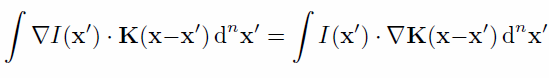 ∫ ∇I(x′) · K(x−x′) dⁿx′ = ∫ I(x′) · ∇K(x−x′) dⁿx′